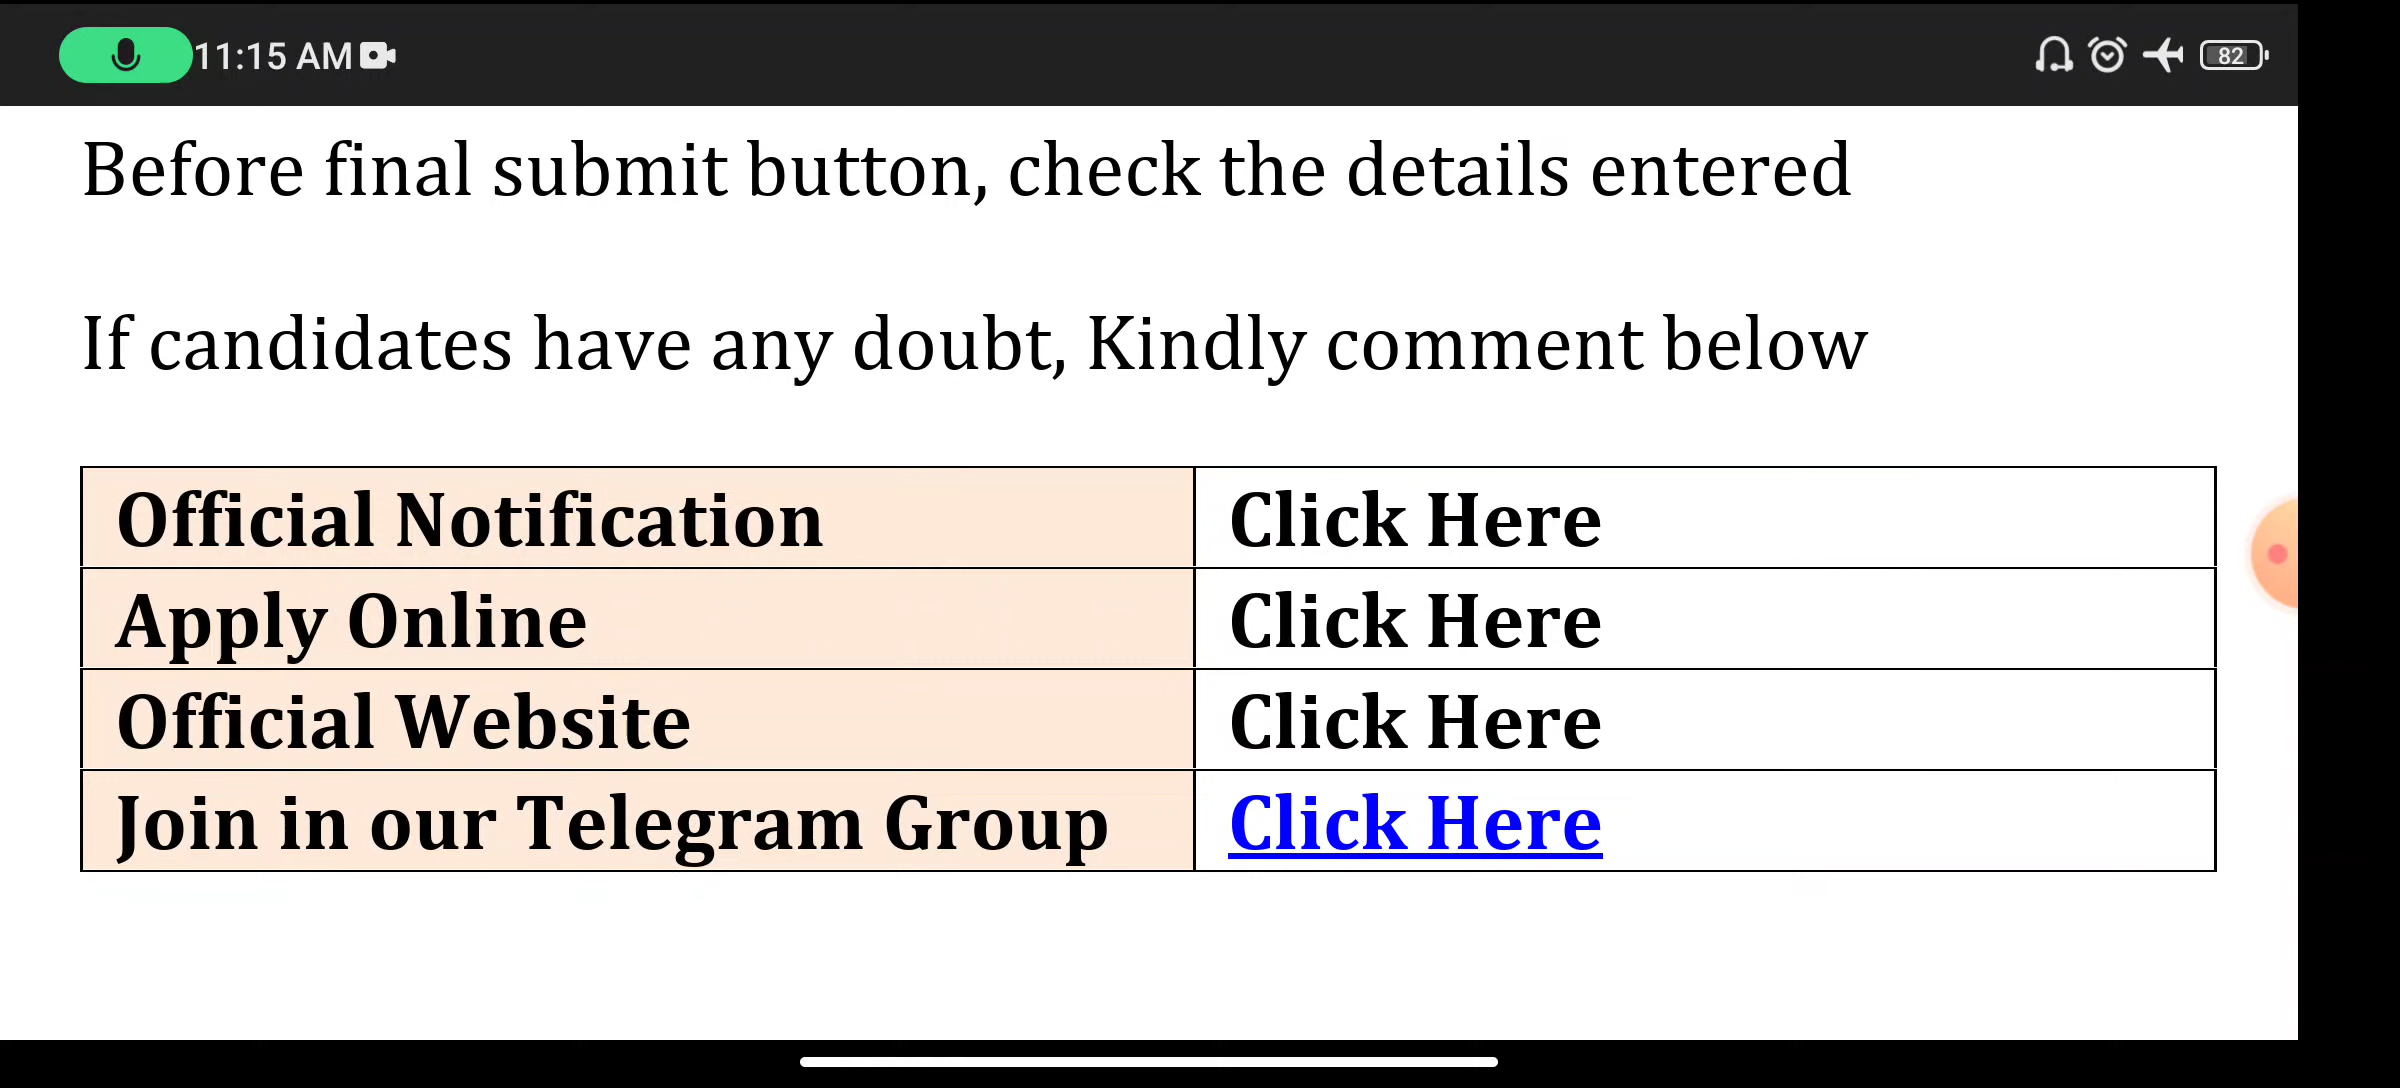 11:15 AM
82
Before final submit button, check the details entered
If candidates have any doubt, Kindly comment below
Official Notification Click Here
Apply Online Click Here
Official Website Click Here
Join in our Telegram Group Click Here